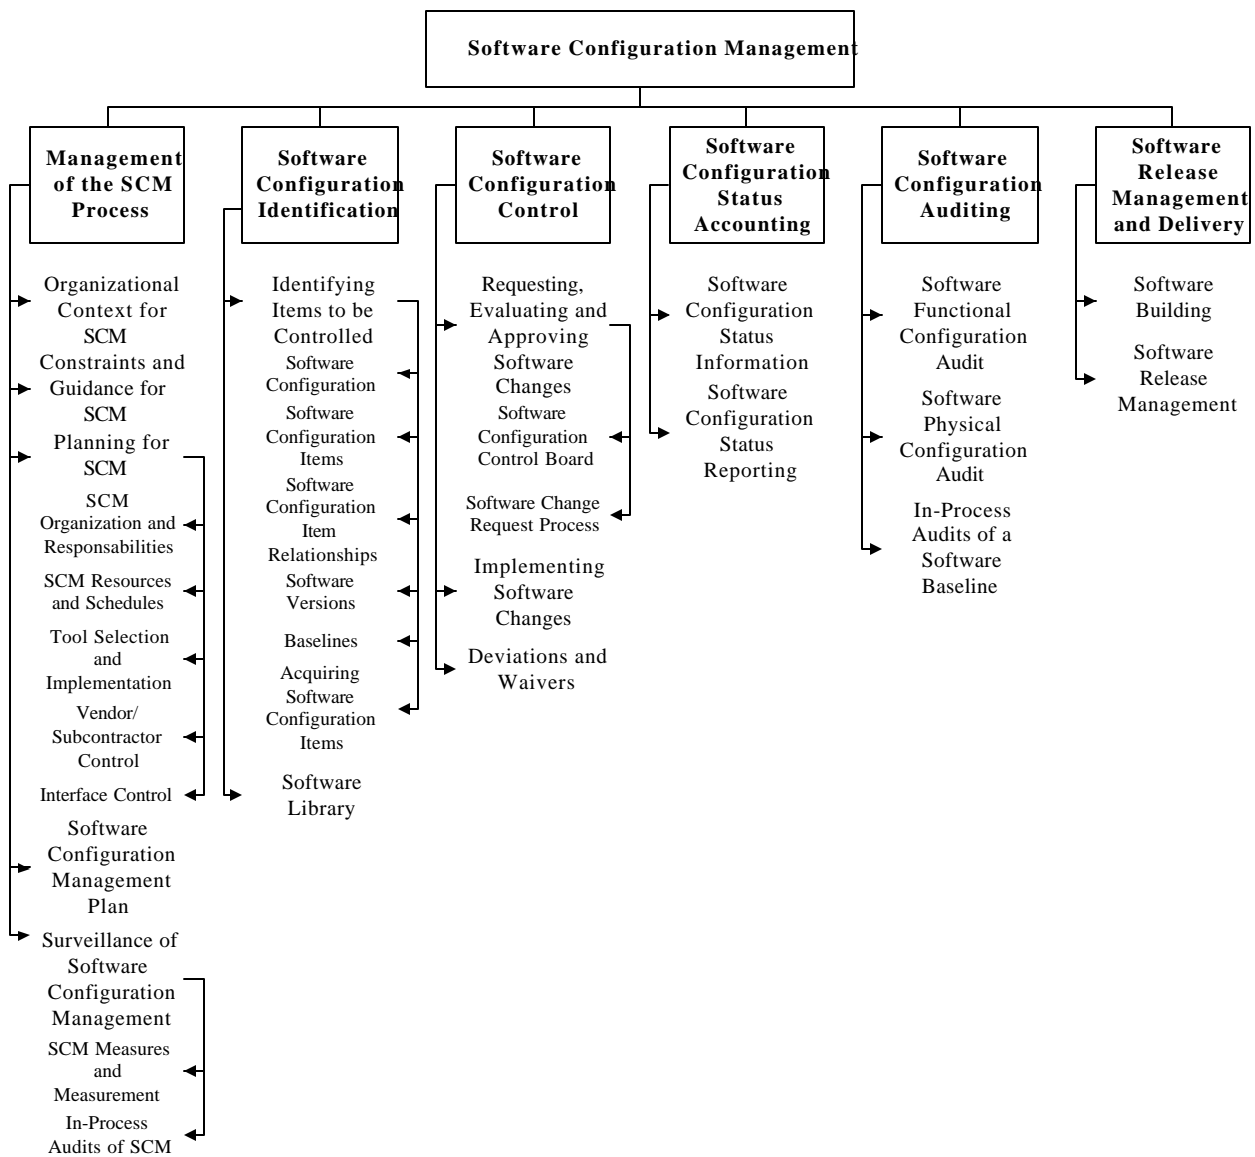 Software Configuration Management
Management
of the SCM
Process
Organizational
Context for
SCM
Constraints and
Guidance for
SCM
Planning for
SCM
SCM
Organization and
Responsabilities
SCM Resources
and Schedules
Tool Selection
and
Implementation
Vendor/
Subcontractor
Control
Interface Control
Software
Configuration
Management
Plan
Surveillance of
Software
Configuration
Management
SCM Measures
and
Measurement
In-Process
Audits of SCM
Software
Configuration
Identification
Identifying
Items to be
Controlled
Software
Configuration
Software
Configuration
Items
Software
Configuration
Item
Relationships
Software
Versions
Baselines
Acquiring
Software
Configuration
Items
Software
Library
Software
Configuration
Control
Requesting,
Evaluating and
Approving
Software
Changes
Software
Configuration
Control Board
Software Change
Request Process
Implementing
Software
Changes
Deviations and
Waivers
Software
Configuration
Status
Accounting
Software
Configuration
Status
Information
Software
Configuration
Status
Reporting
Software
Configuration
Auditing
Software
Functional
Configuration
Audit
Software
Physical
Configuration
Audit
In-Process
Audits of a
Software
Baseline
Software
Release
Management
and Delivery
Software
Building
Software
Release
Management